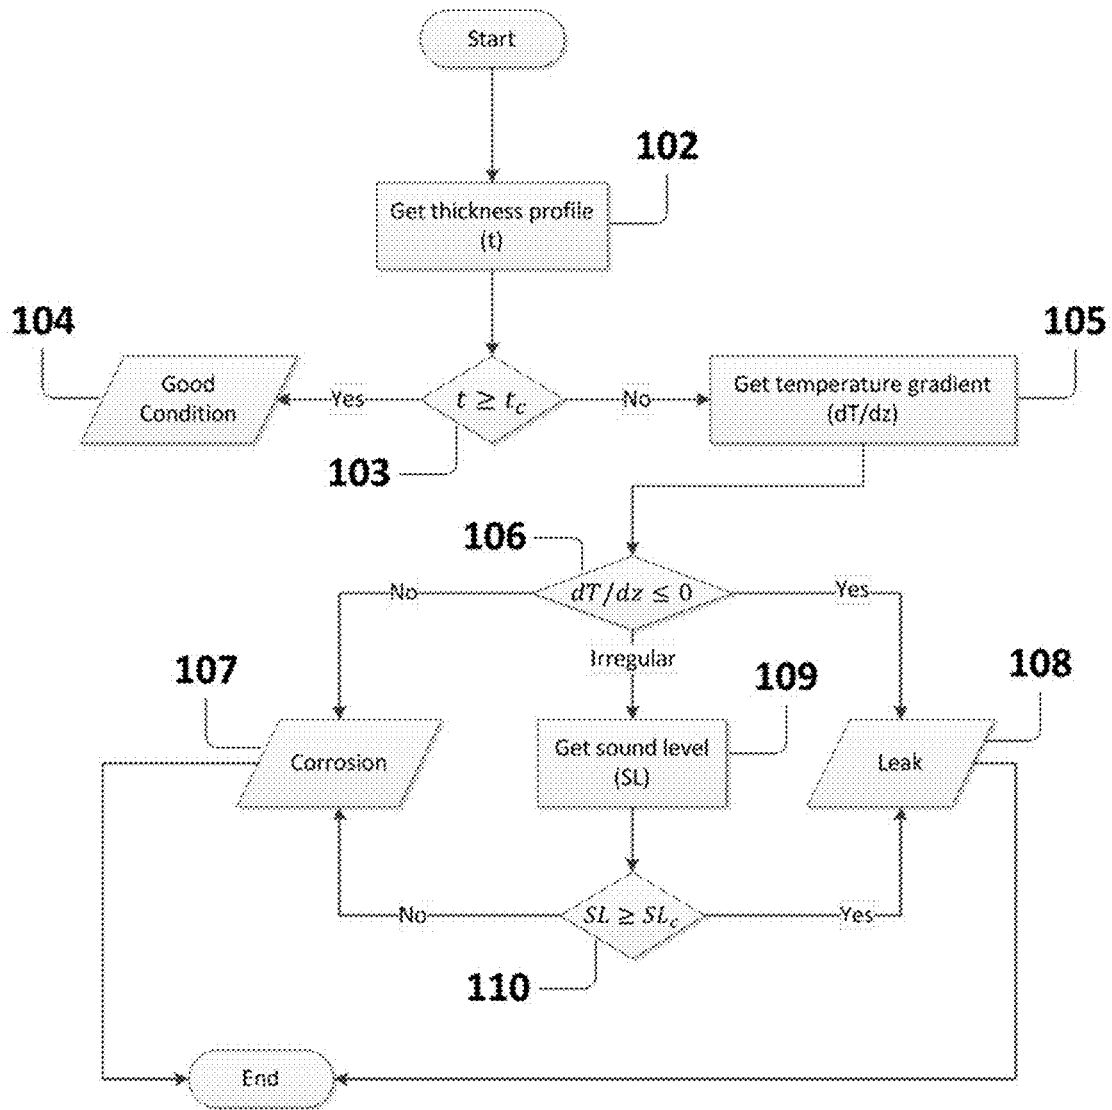 Start
102
Get thickness profile
(t)
104
105
Good
Condition
Yes
t ≥ t_c
No
Get temperature gradient
(dT/dz)
103
106
No
dT/dz ≤ 0
Yes
Irregular
107
109
108
Corrosion
Get sound level
(SL)
Leak
No
SL ≥ SL_c
Yes
110
End